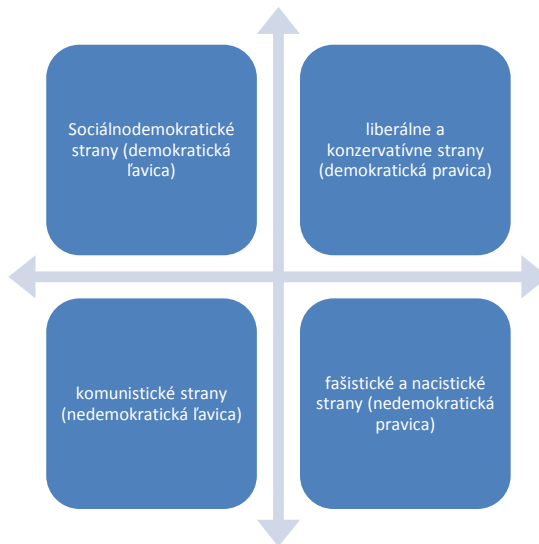 Sociálnodemokratické
strany (demokratická
ľavica)
liberálne a
konzervatívne strany
(demokratická pravica)
komunistické strany
(nedemokratická ľavica)
fašistické a nacistické
strany (nedemokratická
pravica)